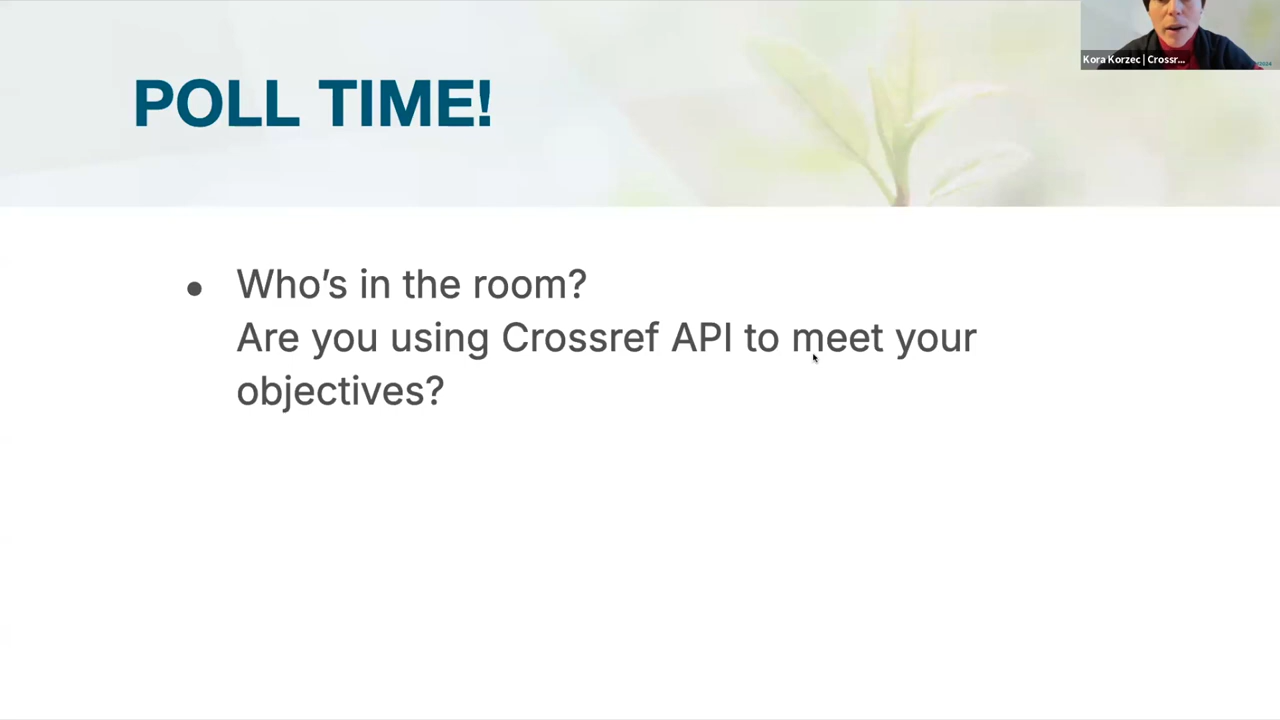 Kora Korzec | Crossr...
POLL TIME!
● Who’s in the room?
Are you using Crossref API to meet your
objectives?